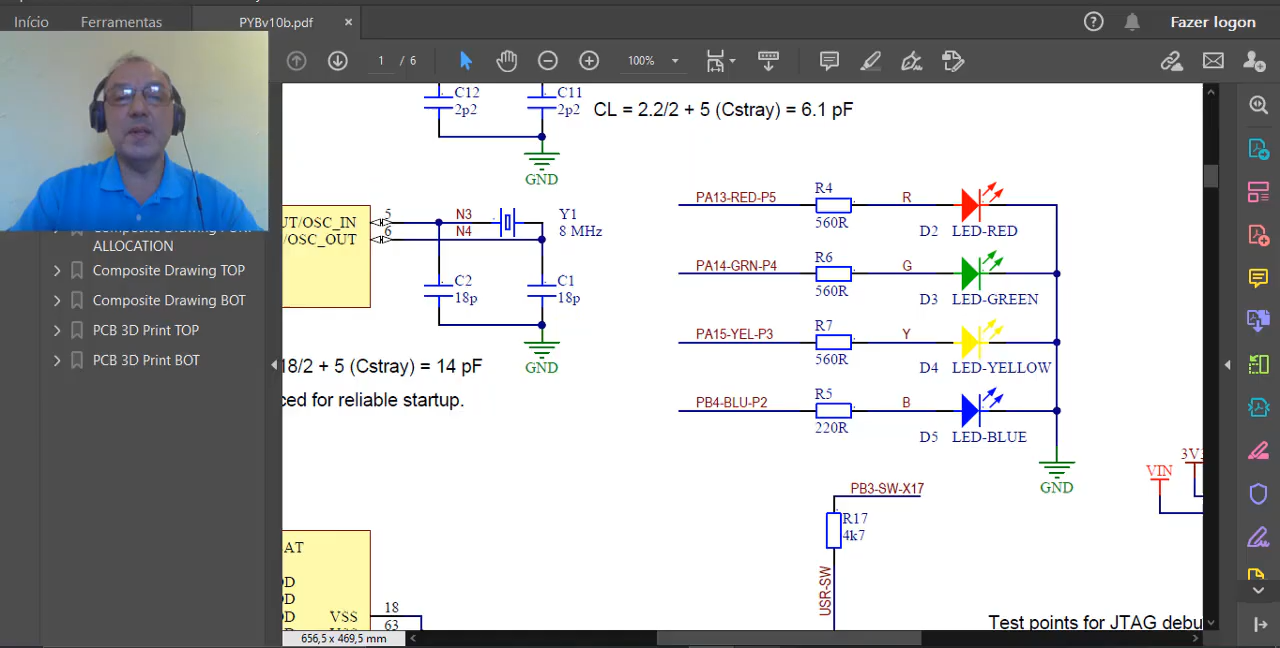 Início
Ferramentas
PYBv10b.pdf
×
Fazer logon
1 / 6
100%
ALLOCATION
Composite Drawing TOP
Composite Drawing BOT
PCB 3D Print TOP
PCB 3D Print BOT
C12
2p2
C11
2p2
CL = 2.2/2 + 5 (Cstray) = 6.1 pF
GND
UT/OSC_IN
/OSC_OUT
5
6
N3
N4
Y1
8 MHz
C2
18p
C1
18p
GND
18/2 + 5 (Cstray) = 14 pF
ced for reliable startup.
PA13-RED-P5
R4
560R
R
D2
LED-RED
PA14-GRN-P4
R6
560R
G
D3
LED-GREEN
PA15-YEL-P3
R7
560R
Y
D4
LED-YELLOW
PB4-BLU-P2
R5
220R
B
D5
LED-BLUE
GND
VIN
3V3
PB3-SW-X17
R17
4k7
USR-SW
AT
D
D
D
VSS
18
63
Test points for JTAG debu
656,5 x 469,5 mm